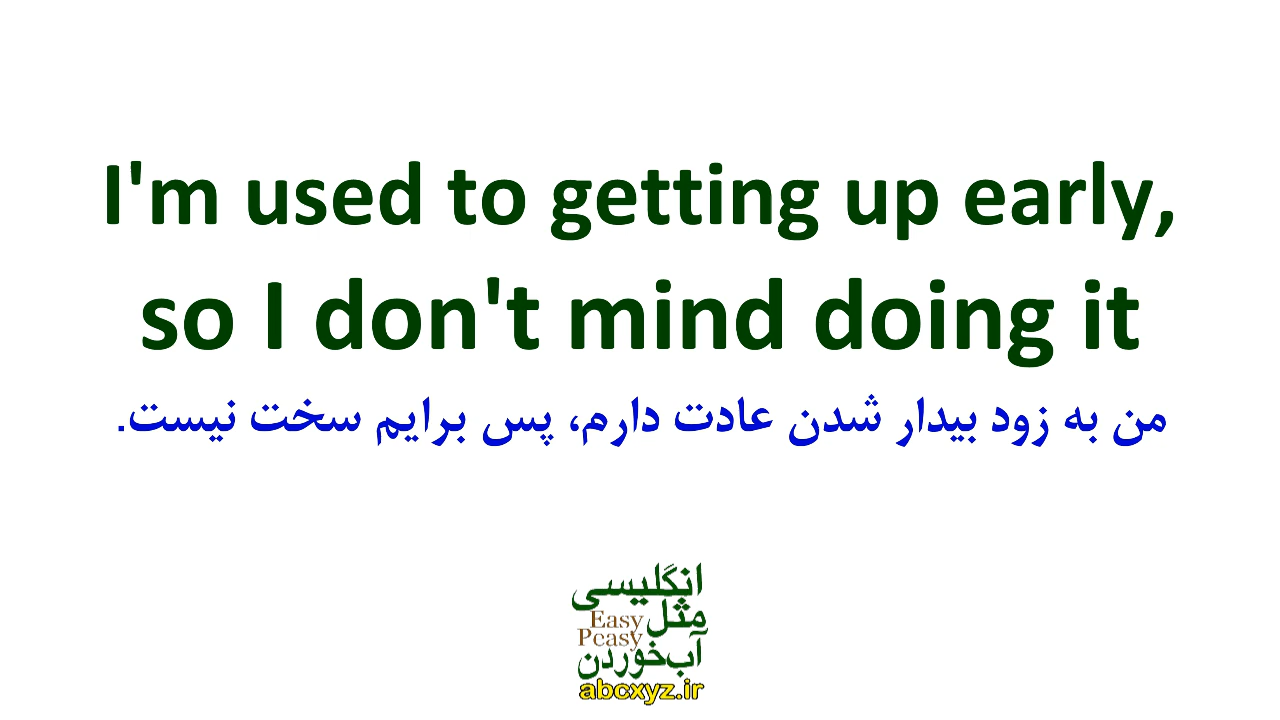 I'm used to getting up early,
so I don't mind doing it
من به زود بیدار شدن عادت دارم، پس برایم سخت نیست.
انگلیسی
مثل
Easy
Peasy
آب‌خوردن
abcxyz.ir